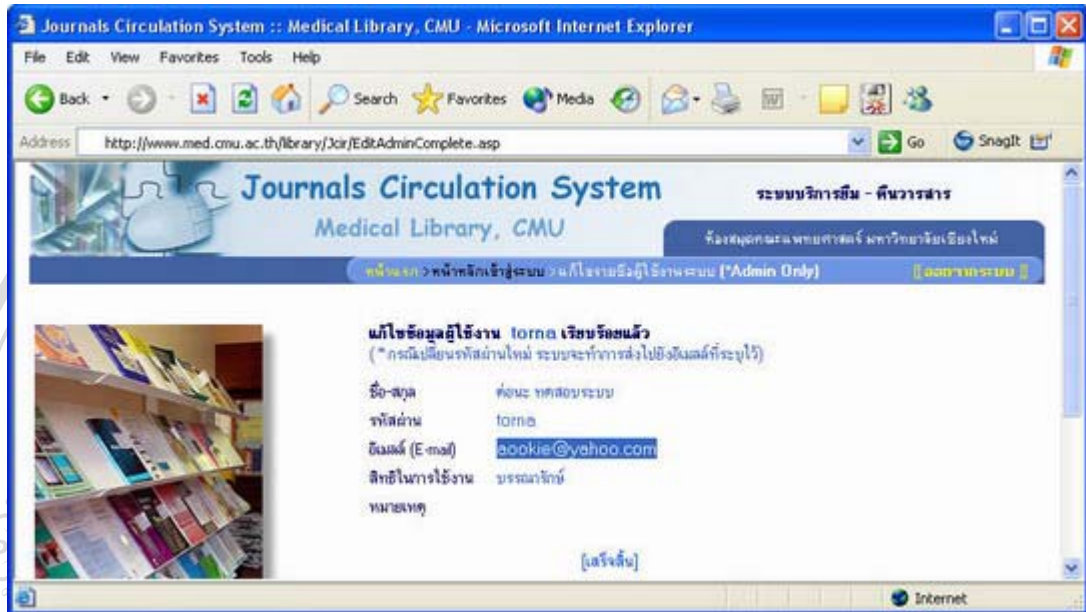 Journals Circulation System :: Medical Library, CMU - Microsoft Internet Explorer
File Edit View Favorites Tools Help
Back Search Favorites Media
Address http://www.med.cmu.ac.th/library/Jcir/EditAdminComplete.asp Go SnagIt
Journals Circulation System
ระบบบริการยืม - คืนวารสาร
Medical Library, CMU
ห้องสมุดคณะแพทยศาสตร์ มหาวิทยาลัยเชียงใหม่
หน้าแรก > หน้าหลักเข้าสู่ระบบ > แก้ไขรายชื่อผู้ใช้งานระบบ (*Admin Only) [[ ออกจากระบบ ]]
แก้ไขข้อมูลผู้ใช้งาน torna เรียบร้อยแล้ว
(*กรณีเปลี่ยนรหัสผ่านใหม่ ระบบจะทำการส่งไปยังอีเมลล์ที่ระบุไว้)
ชื่อ-สกุล ต่อนะ ทดสอบระบบ
รหัสผ่าน torna
อีเมลล์ (E-mail) aookie@yahoo.com
สิทธิในการใช้งาน บรรณารักษ์
หมายเหตุ
[เสร็จสิ้น]
Internet